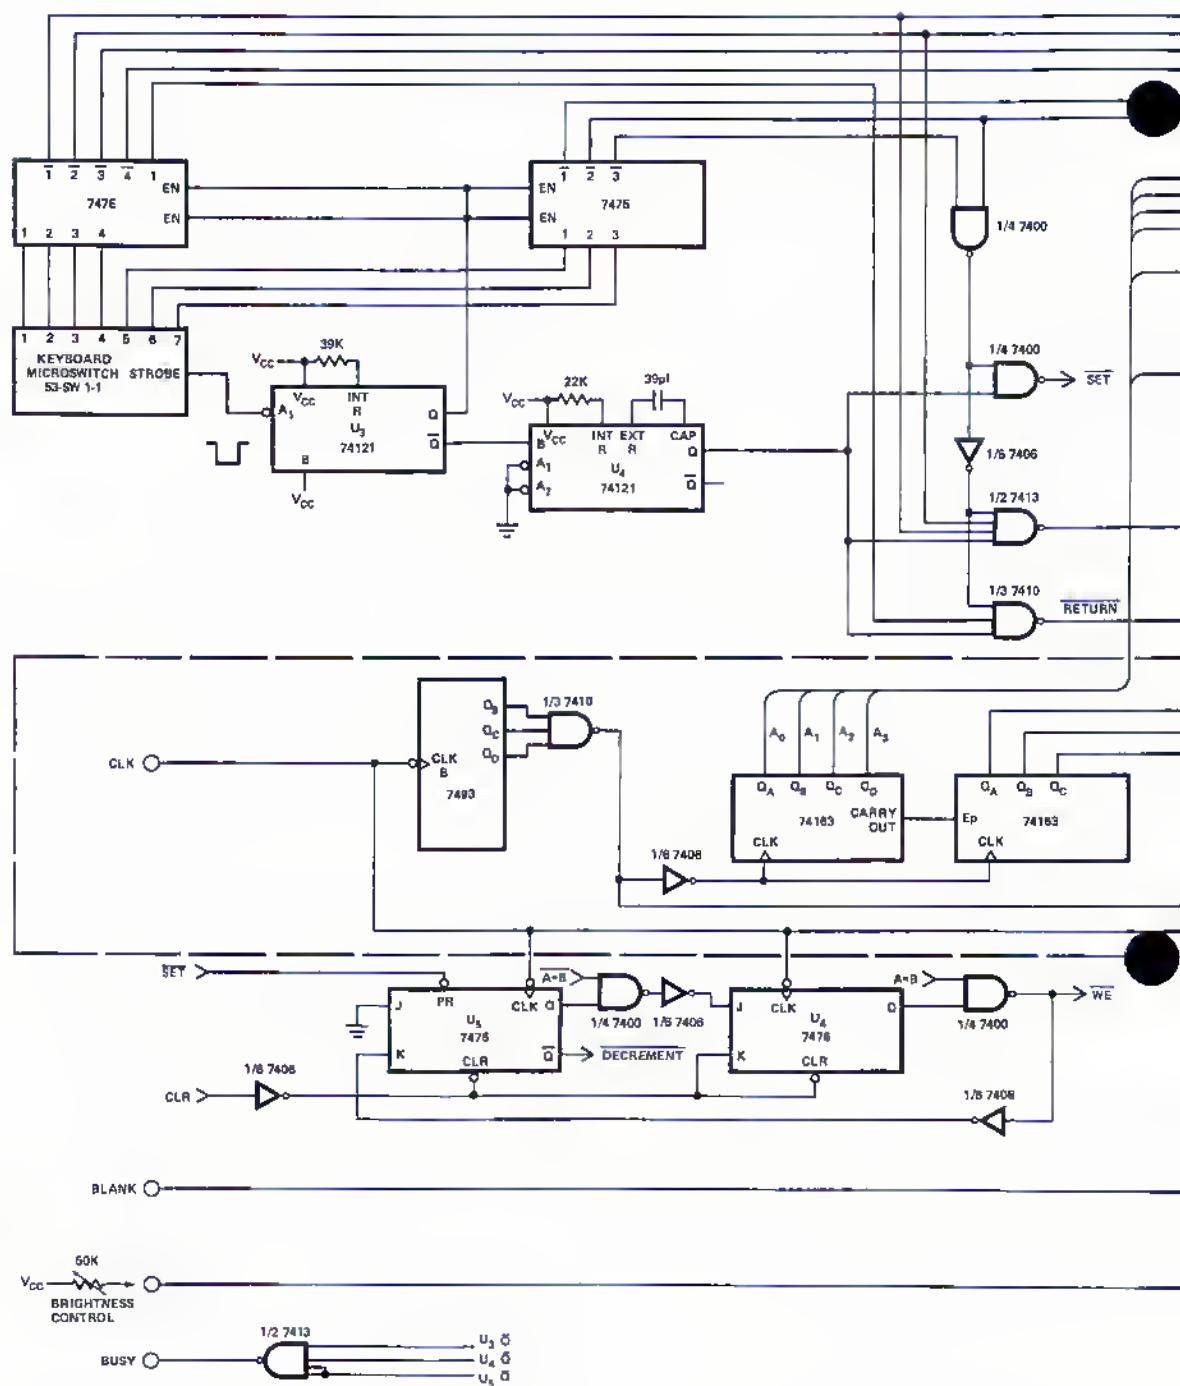 1̅ 2̅ 3̅ 4̅ 1
EN
7475
EN
1 2 3 4
1̅ 2̅ 3̅
EN
7475
EN
1 2 3
1/4 7400
1 2 3 4 5 6 7
KEYBOARD
MICROSWITCH STROBE
53-SW 1-1
VCC
39K
VCC
INT
R
A1
U3
74121
B
Q
Q̅
VCC
VCC
22K
39pf
B
VCC
INT
R
EXT
R
CAP
A1
A2
U4
74121
Q
Q̅
1/4 7400
S̅E̅T̅
1/6 7406
1/2 7413
1/3 7410
R̅E̅T̅U̅R̅N̅
CLK
CLK
B
7493
QB
QC
QD
1/3 7410
A0 A1 A2 A3
QA QB QC QD
74163
CARRY
OUT
CLK
QA QB QC
Ep
74163
CLK
1/6 7406
S̅E̅T̅
PR
J
CLK
Q
U5
7476
K
Q̅
CLR
A̅=̅B̅
1/4 7400
1/6 7406
D̅E̅C̅R̅E̅M̅E̅N̅T̅
J
CLK
U4
7476
Q
K
CLR
A=B
1/4 7400
W̅E̅
CLR
1/6 7406
1/6 7406
BLANK
VCC
50K
BRIGHTNESS
CONTROL
1/2 7413
BUSY
U3 Q̅
U4 Q̅
U5 Q̅